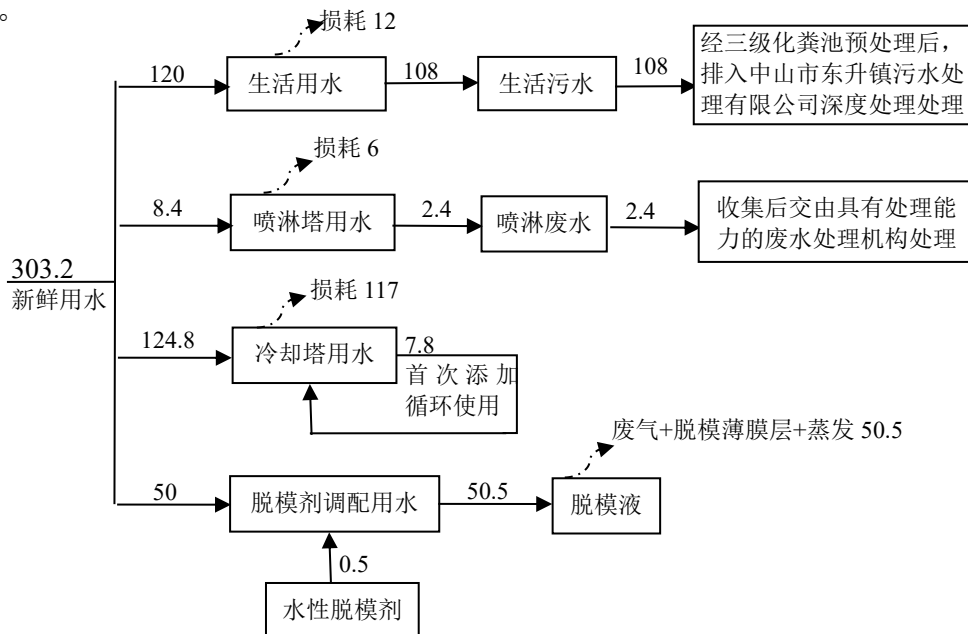 。
损耗 12
120
生活用水
108
生活污水
108
经三级化粪池预处理后，
排入中山市东升镇污水处
理有限公司深度处理处理
损耗 6
8.4
喷淋塔用水
2.4
喷淋废水
2.4
收集后交由具有处理能
力的废水处理机构处理
303.2
新鲜用水
损耗 117
124.8
冷却塔用水
7.8
首次添加
循环使用
废气+脱模薄膜层+蒸发 50.5
50
脱模剂调配用水
50.5
脱模液
0.5
水性脱模剂